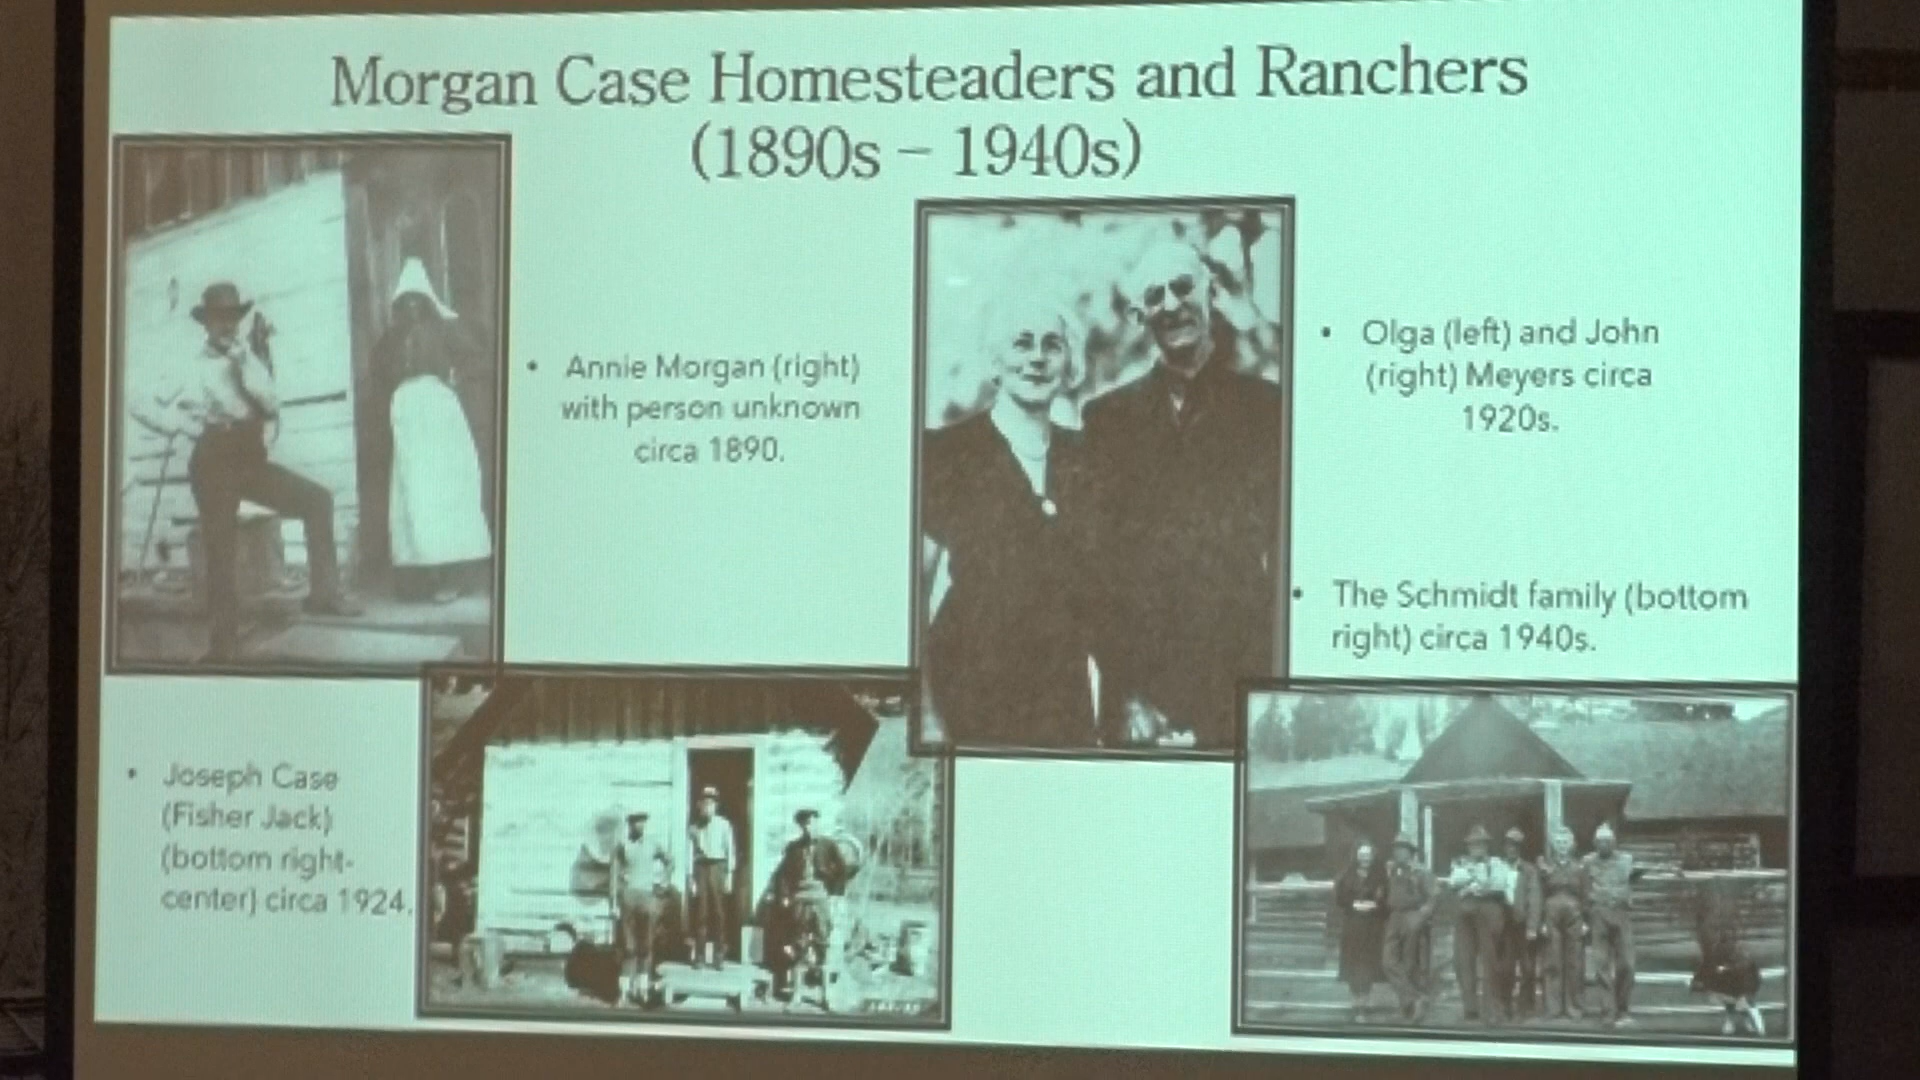 Morgan Case Homesteaders and Ranchers
(1890s – 1940s)
• Annie Morgan (right)
with person unknown
circa 1890.
• Olga (left) and John
(right) Meyers circa
1920s.
• The Schmidt family (bottom
right) circa 1940s.
• Joseph Case
(Fisher Jack)
(bottom right-
center) circa 1924.